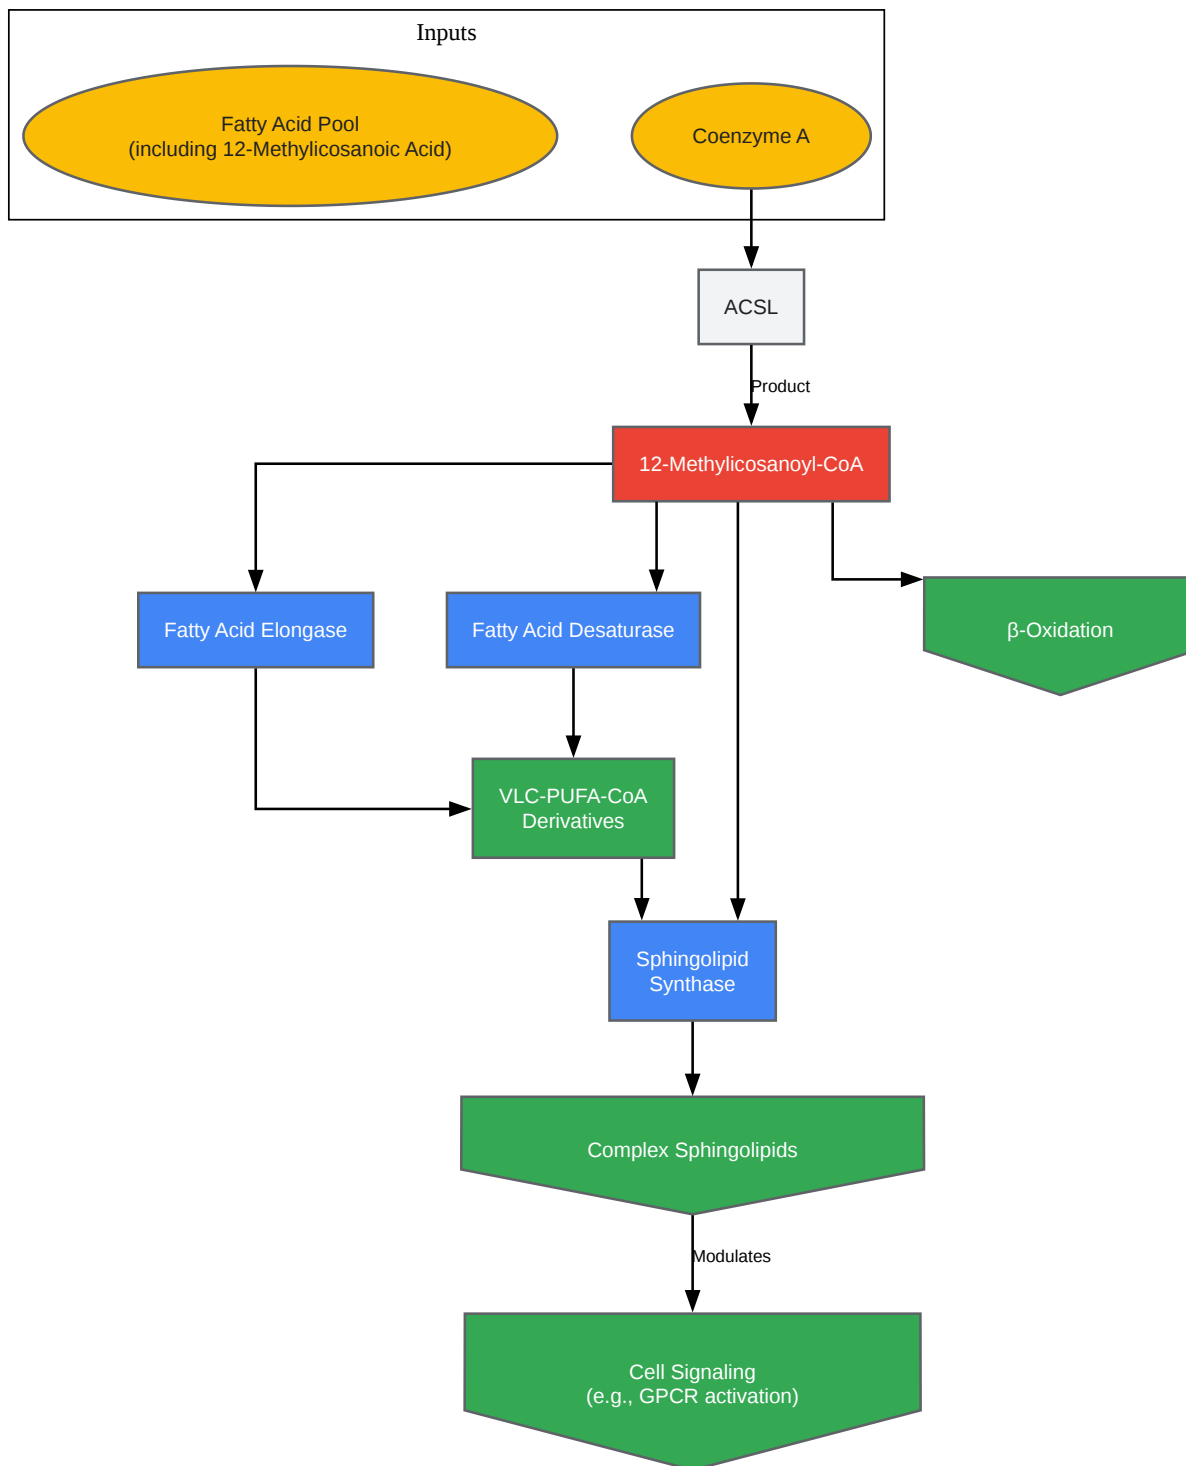 Inputs
Fatty Acid Pool
(including 12-Methylicosanoic Acid)
Coenzyme A
ACSL
Product
12-Methylicosanoyl-CoA
Fatty Acid Elongase
Fatty Acid Desaturase
β-Oxidation
VLC-PUFA-CoA
Derivatives
Sphingolipid
Synthase
Complex Sphingolipids
Modulates
Cell Signaling
(e.g., GPCR activation)